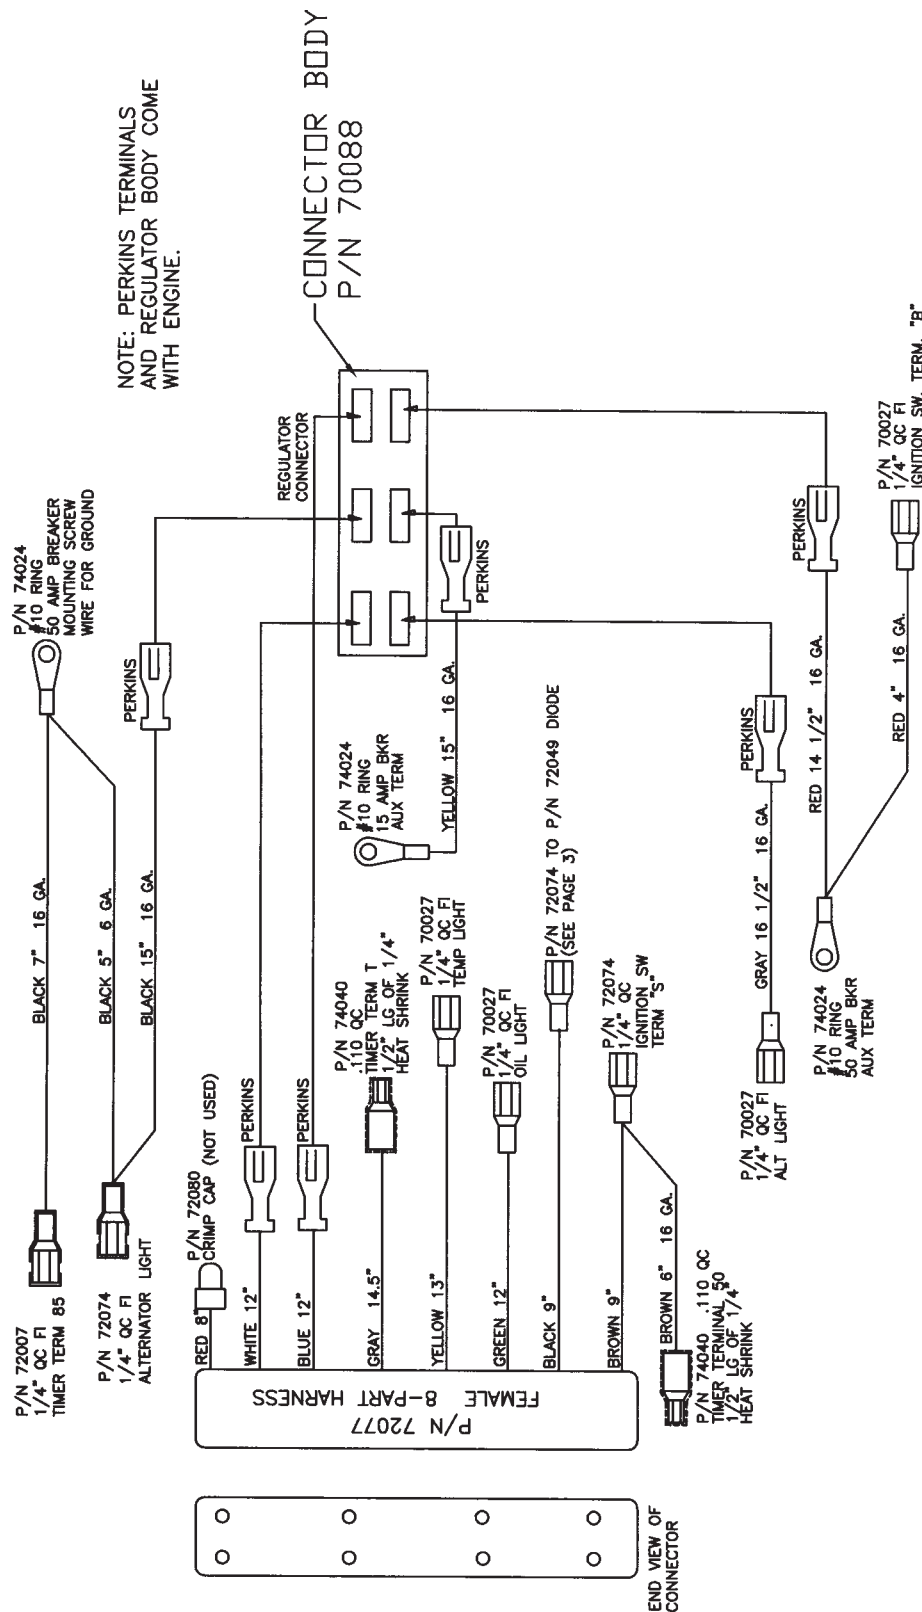 NOTE: PERKINS TERMINALS
AND REGULATOR BODY COME
WITH ENGINE.
CONNECTOR BODY
P/N 70088
REGULATOR
CONNECTOR
P/N 74024
#10 RING
50 AMP BREAKER
MOUNTING SCREW
WIRE FOR GROUND
BLACK 7" 16 GA.
BLACK 5" 6 GA.
BLACK 15" 16 GA.
PERKINS
P/N 72007
1/4" QC FI
TIMER TERM 85
P/N 72074
1/4" QC FI
ALTERNATOR LIGHT
P/N 72080
CRIMP CAP (NOT USED)
RED 8"
WHITE 12"
PERKINS
BLUE 12"
PERKINS
GRAY 14.5"
P/N 74040
.110 QC
TIMER TERM T
1/2" LG OF 1/4"
HEAT SHRINK
YELLOW 13"
P/N 70027
1/4" QC FI
TEMP LIGHT
GREEN 12"
P/N 70027
1/4" QC FI
OIL LIGHT
BLACK 9"
P/N 72074 TO P/N 72049 DIODE
(SEE PAGE 3)
BROWN 9"
P/N 72074
1/4" QC
IGNITION SW
TERM "S"
BROWN 6" 16 GA.
P/N 74040 .110 QC
TIMER TERMINAL 50
1/2" LG OF 1/4"
HEAT SHRINK
P/N 72077
FEMALE 8-PART HARNESS
END VIEW OF
CONNECTOR
P/N 74024
#10 RING
15 AMP BKR
AUX TERM
YELLOW 15" 16 GA.
PERKINS
PERKINS
GRAY 16 1/2" 16 GA.
P/N 70027
1/4" QC FI
ALT LIGHT
PERKINS
RED 14 1/2" 16 GA.
P/N 74024
#10 RING
50 AMP BKR
AUX TERM
RED 4" 16 GA.
P/N 70027
1/4" QC FI
IGNITION SW. TERM. "B"